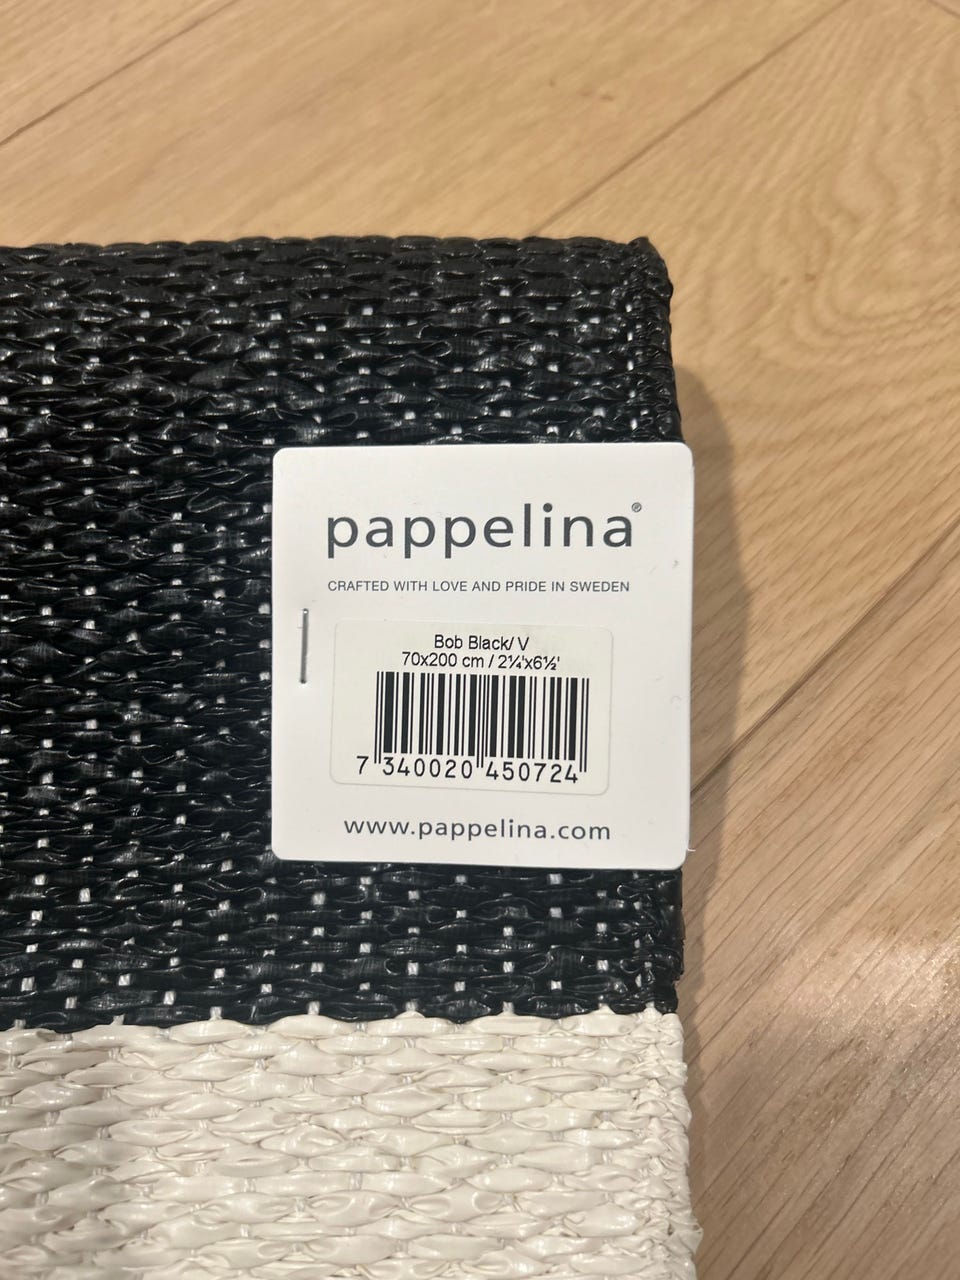 pappelina®
CRAFTED WITH LOVE AND PRIDE IN SWEDEN
Bob Black/ V
70x200 cm / 2¼'x6½'
7 340020 450724
www.pappelina.com